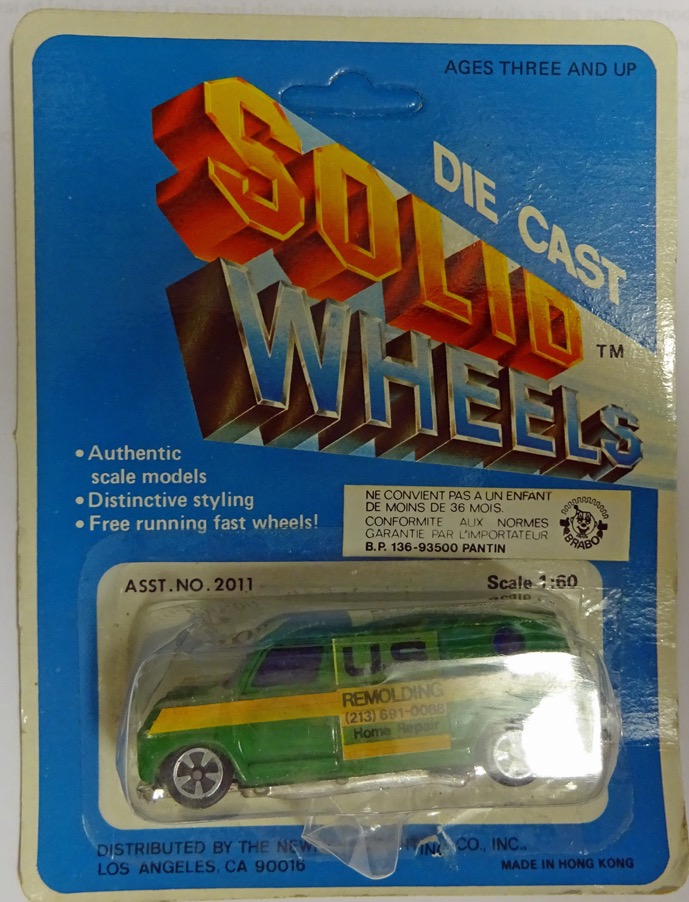 AGES THREE AND UP
DIE CAST
SOLID
WHEELS
TM
• Authentic
scale models
• Distinctive styling
• Free running fast wheels!
NE CONVIENT PAS A UN ENFANT
DE MOINS DE 36 MOIS.
CONFORMITE AUX NORMES
GARANTIE PAR L'IMPORTATEUR
B.P. 136-93500 PANTIN
BRABO
ASST.NO.2011
Scale 1:60
US
REMOLDING
(213) 691-0088
Home Repair
DISTRIBUTED BY THE CO., INC.
LOS ANGELES, CA 90016
MADE IN HONG KONG